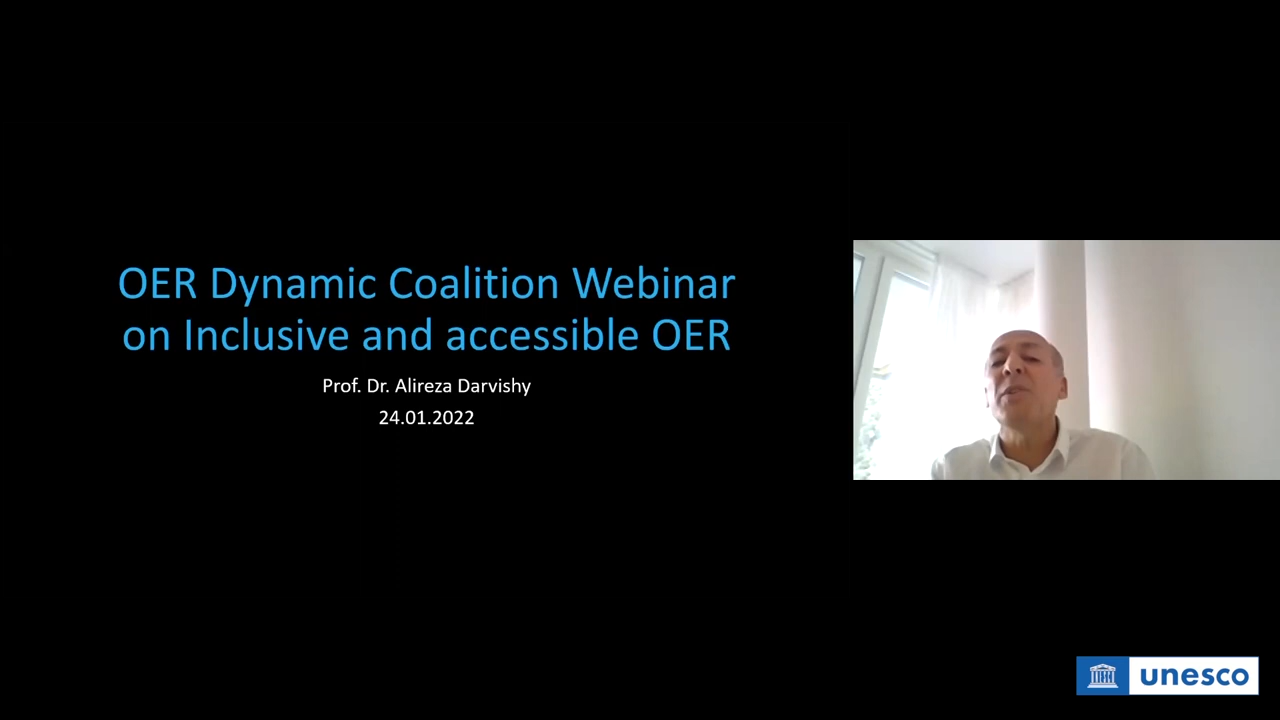 OER Dynamic Coalition Webinar
on Inclusive and accessible OER
Prof. Dr. Alireza Darvishy
24.01.2022
unesco